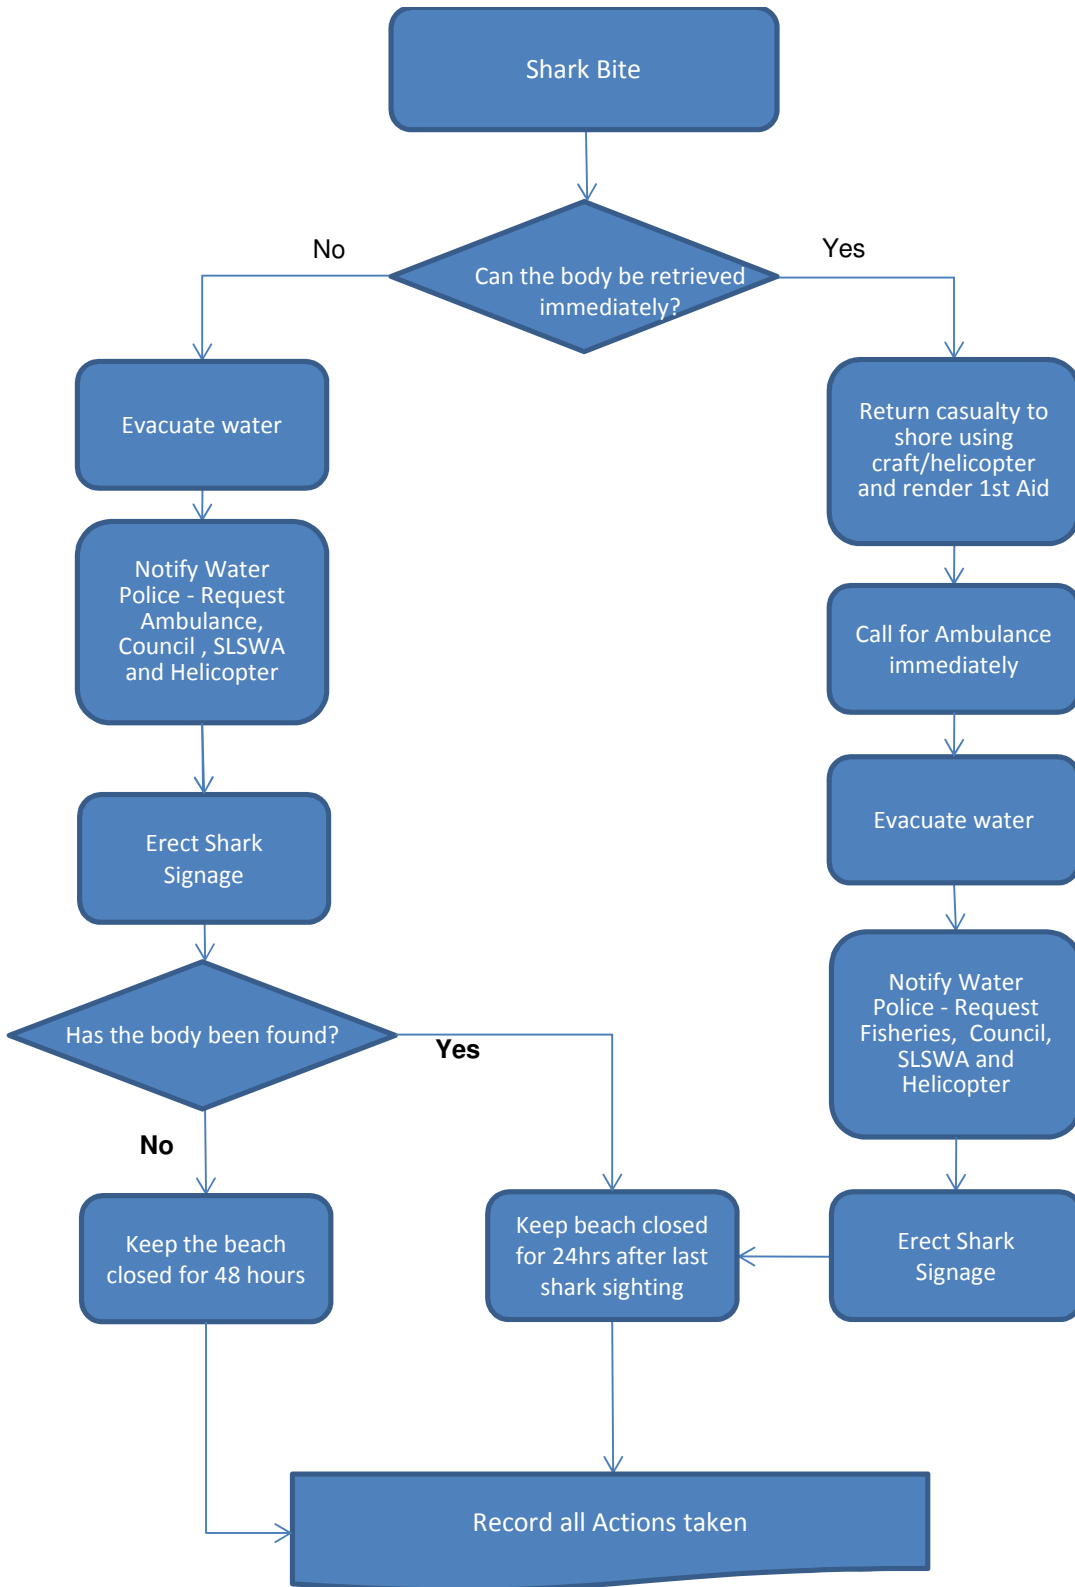 Shark Bite
No
Yes
Can the body be retrieved
immediately?
Evacuate water
Notify Water
Police - Request
Ambulance,
Council , SLSWA
and Helicopter
Erect Shark
Signage
Has the body been found?
Yes
No
Keep the beach
closed for 48 hours
Return casualty to
shore using
craft/helicopter
and render 1st Aid
Call for Ambulance
immediately
Evacuate water
Notify Water
Police - Request
Fisheries, Council,
SLSWA and
Helicopter
Erect Shark
Signage
Keep beach closed
for 24hrs after last
shark sighting
Record all Actions taken